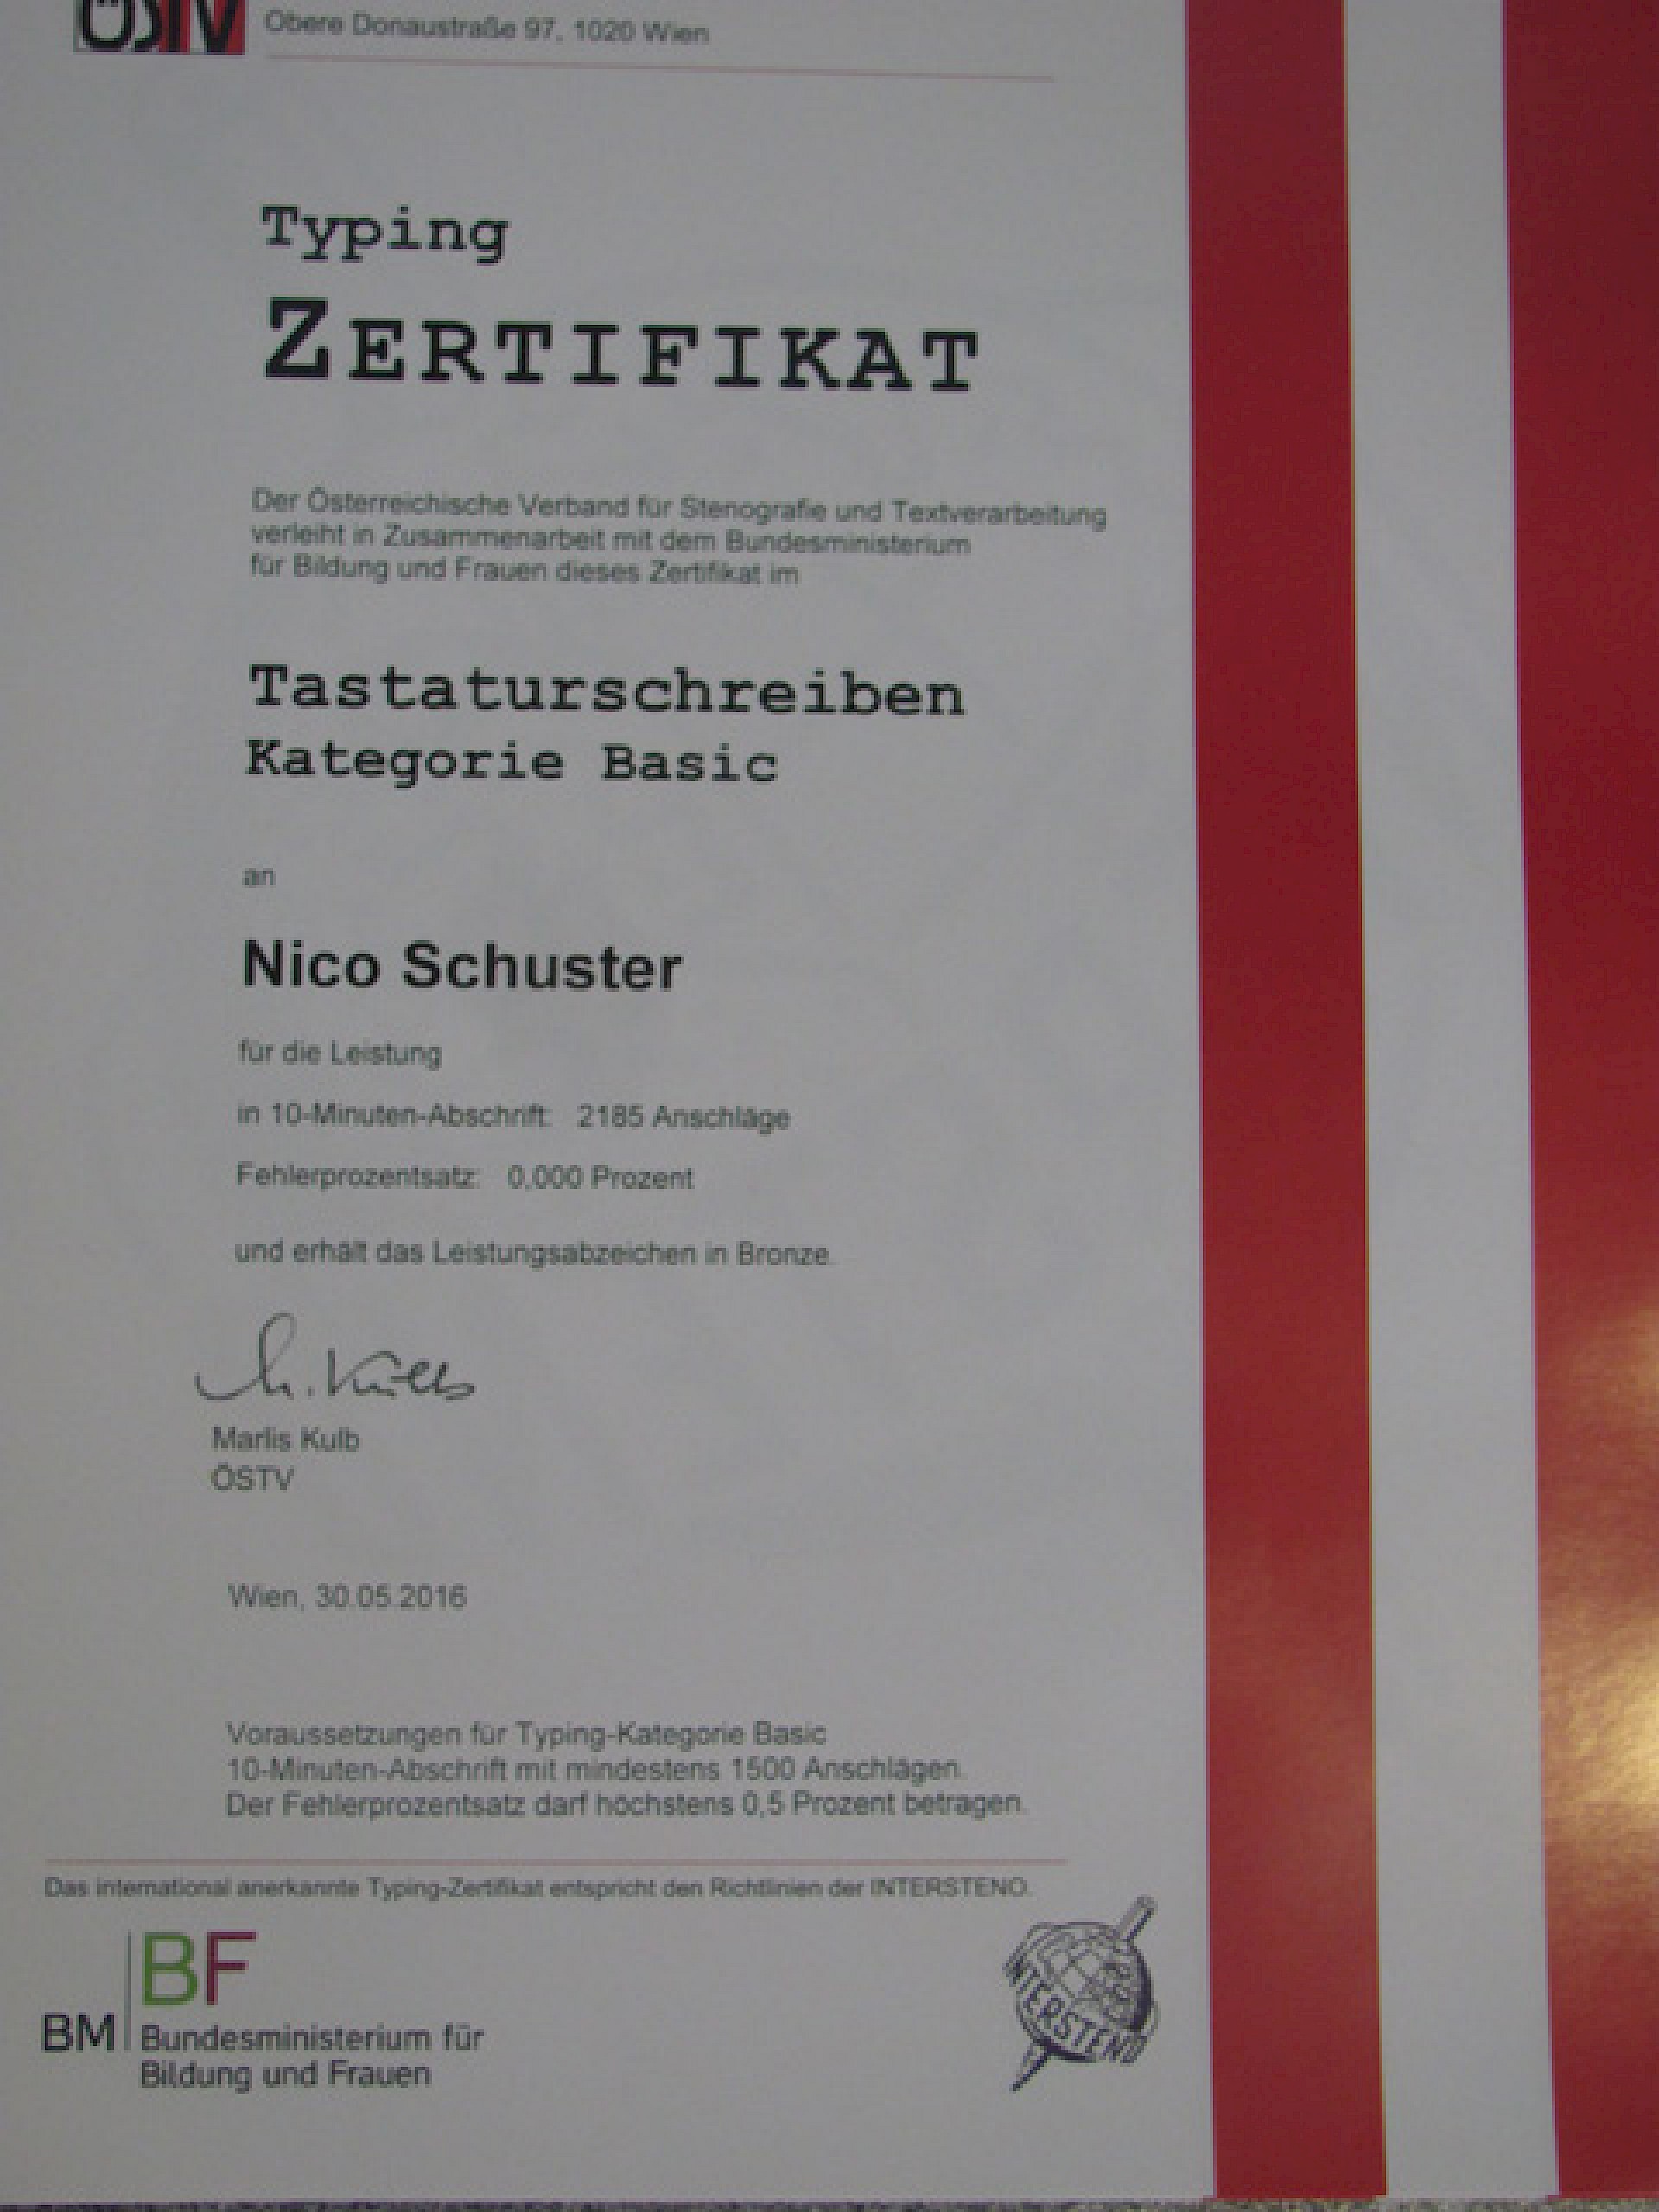 ÖSTV
Obere Donaustraße 97, 1020 Wien
Typing
ZERTIFIKAT
Der Österreichische Verband für Stenografie und Textverarbeitung
verleiht in Zusammenarbeit mit dem Bundesministerium
für Bildung und Frauen dieses Zertifikat im
Tastaturschreiben
Kategorie Basic
an
Nico Schuster
für die Leistung
in 10-Minuten-Abschrift: 2185 Anschläge
Fehlerprozentsatz: 0,000 Prozent
und erhält das Leistungsabzeichen in Bronze.
M. Kulb
Marlis Kulb
ÖSTV
Wien, 30.05.2016
Voraussetzungen für Typing-Kategorie Basic
10-Minuten-Abschrift mit mindestens 1500 Anschlägen.
Der Fehlerprozentsatz darf höchstens 0,5 Prozent betragen.
Das international anerkannte Typing-Zertifikat entspricht den Richtlinien der INTERSTENO.
BF
BM Bundesministerium für
Bildung und Frauen
INTERSTENO